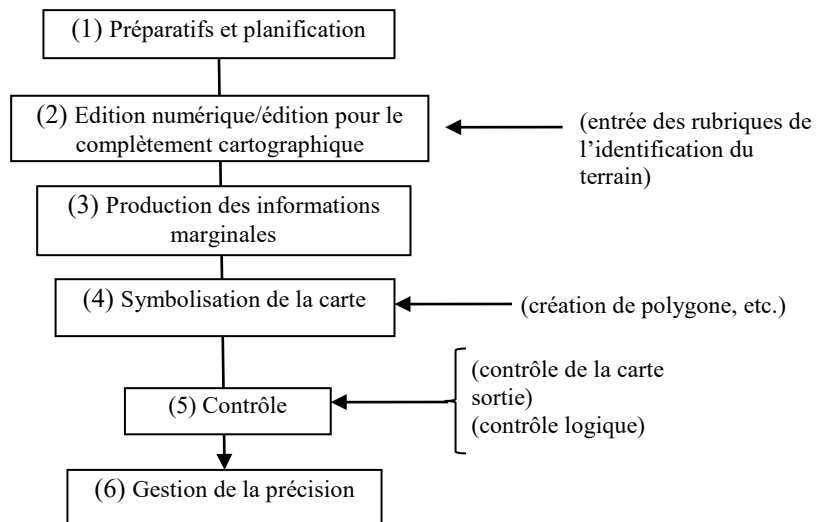 (1) Préparatifs et planification
(2) Edition numérique/édition pour le
complètement cartographique
(entrée des rubriques de
l’identification du
terrain)
(3) Production des informations
marginales
(4) Symbolisation de la carte
(création de polygone, etc.)
(5) Contrôle
(contrôle de la carte
sortie)
(contrôle logique)
(6) Gestion de la précision